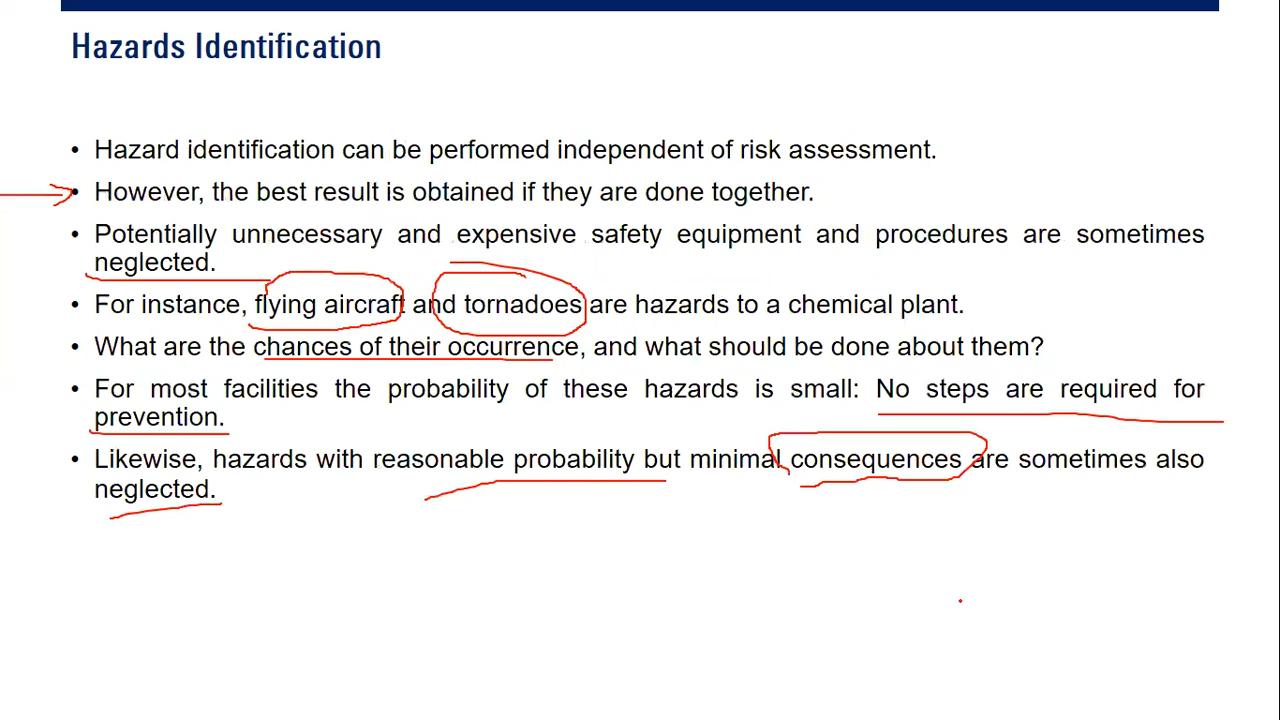 Hazards Identification
• Hazard identification can be performed independent of risk assessment.
• However, the best result is obtained if they are done together.
• Potentially unnecessary and expensive safety equipment and procedures are sometimes
neglected.
• For instance, flying aircraft and tornadoes are hazards to a chemical plant.
• What are the chances of their occurrence, and what should be done about them?
• For most facilities the probability of these hazards is small: No steps are required for
prevention.
• Likewise, hazards with reasonable probability but minimal consequences are sometimes also
neglected.